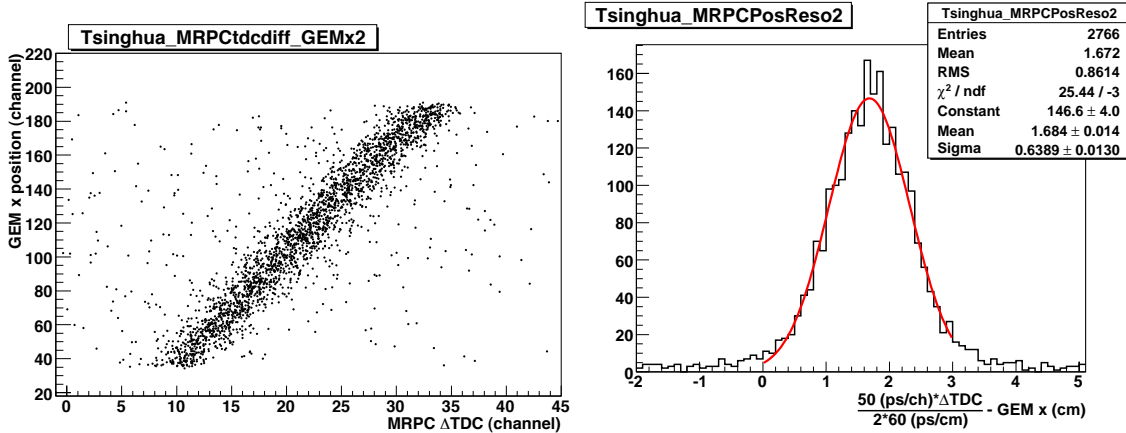 Tsinghua_MRPCtdcdiff_GEMx2
GEM x position (channel)
220
200
180
160
140
120
100
80
60
40
20
0 5 10 15 20 25 30 35 40 45
MRPC ΔTDC (channel)
Tsinghua_MRPCPosReso2
Tsinghua_MRPCPosReso2
Entries 2766
Mean 1.672
RMS 0.8614
χ² / ndf 25.44 / -3
Constant 146.6 ± 4.0
Mean 1.684 ± 0.014
Sigma 0.6389 ± 0.0130
160
140
120
100
80
60
40
20
0
-2 -1 0 1 2 3 4 5
50 (ps/ch)*ΔTDC
2*60 (ps/cm)
- GEM x (cm)